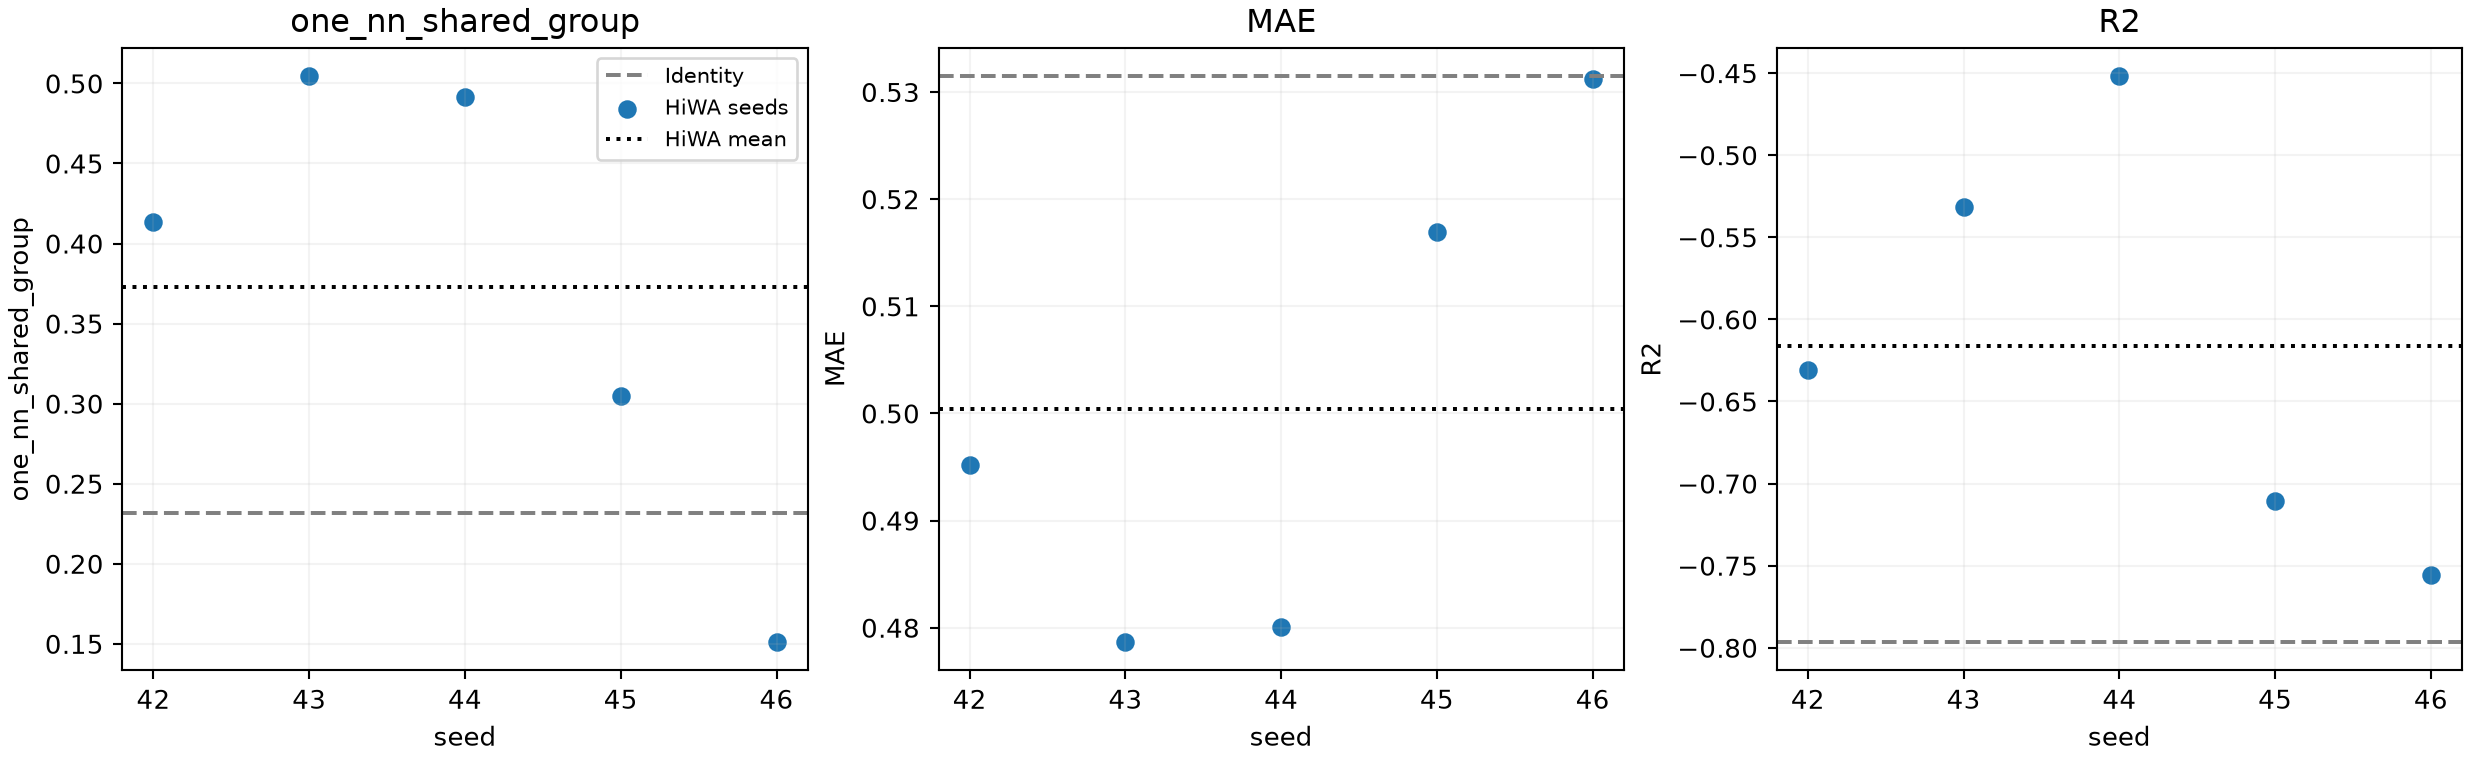 one_nn_shared_group
one_nn_shared_group
0.50
0.45
0.40
0.35
0.30
0.25
0.20
0.15
42 43 44 45 46
seed
Identity
HiWA seeds
HiWA mean
MAE
MAE
0.53
0.52
0.51
0.50
0.49
0.48
42 43 44 45 46
seed
R2
R2
−0.45
−0.50
−0.55
−0.60
−0.65
−0.70
−0.75
−0.80
42 43 44 45 46
seed